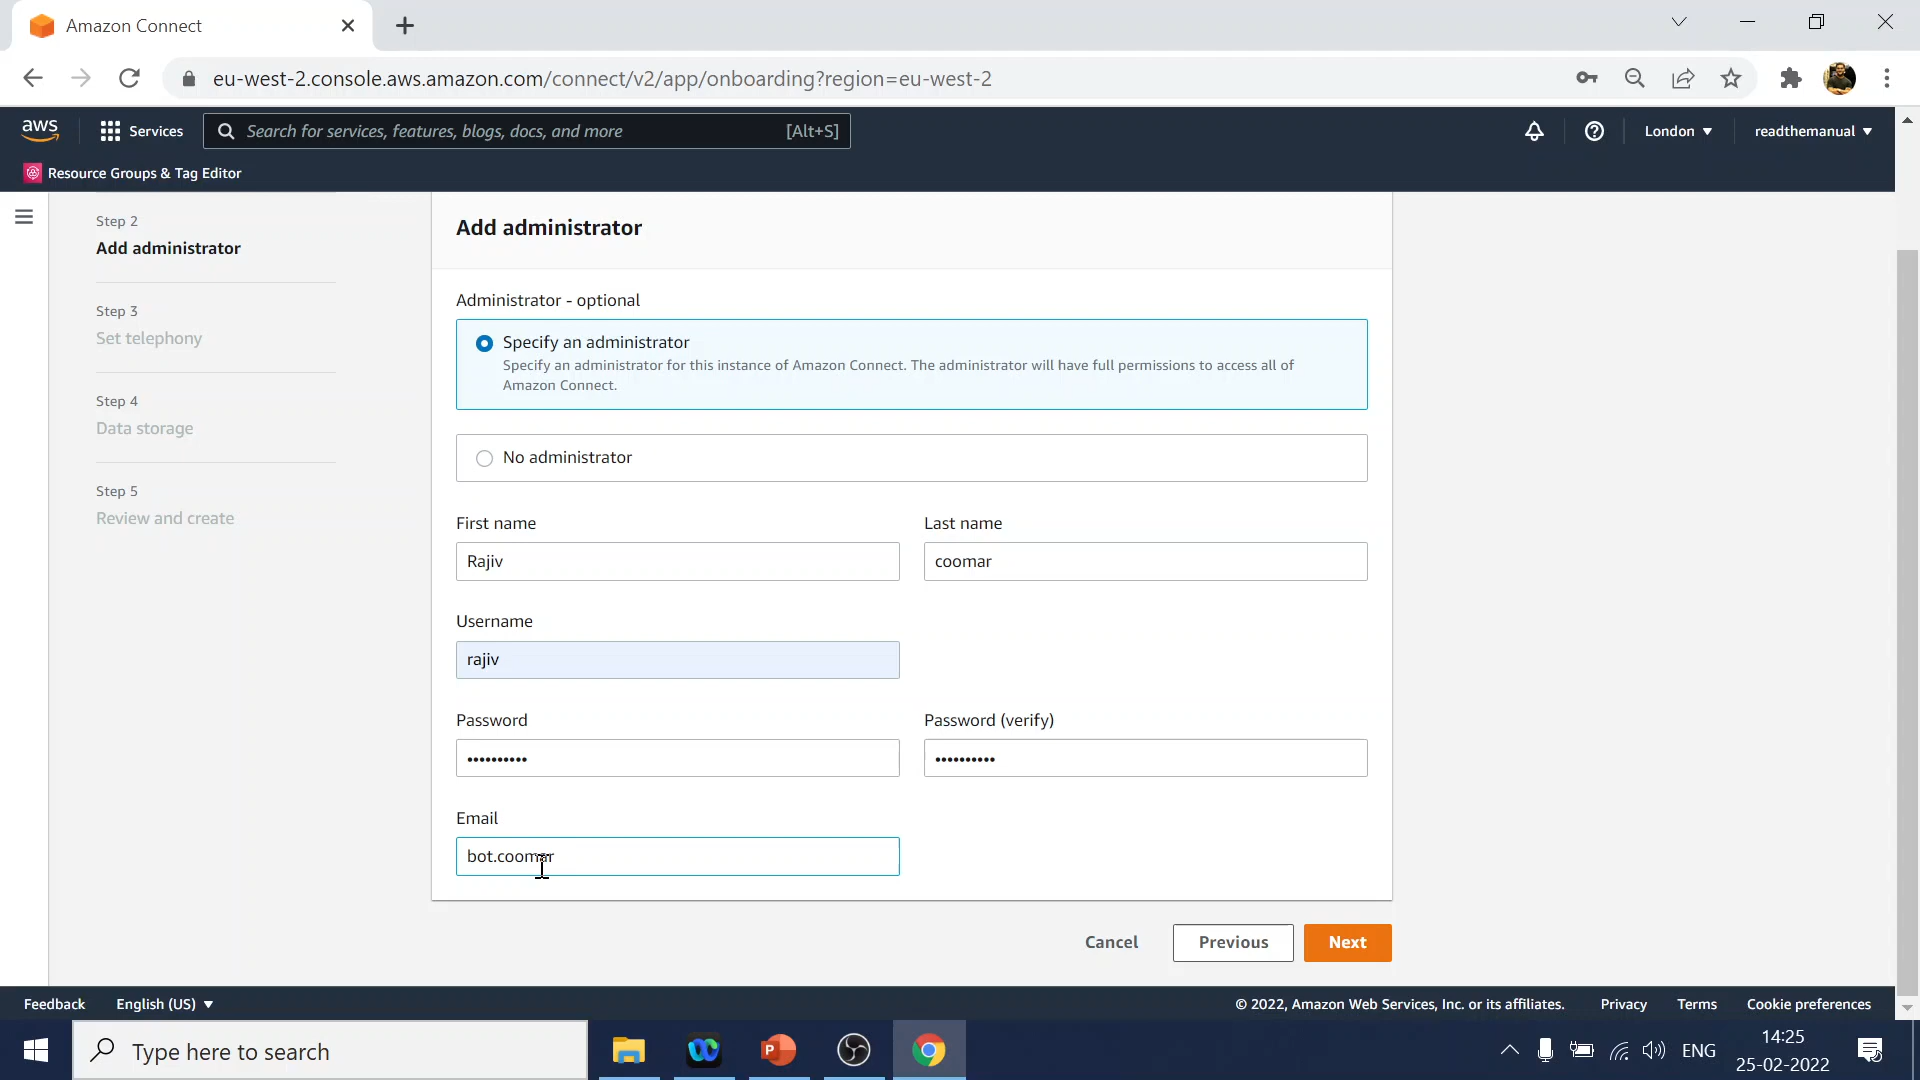 Amazon Connect
eu-west-2.console.aws.amazon.com/connect/v2/app/onboarding?region=eu-west-2
aws
Services
Search for services, features, blogs, docs, and more
[Alt+S]
London
readthemanual
Resource Groups & Tag Editor
Step 2
Add administrator
Step 3
Set telephony
Step 4
Data storage
Step 5
Review and create
Add administrator
Administrator - optional
Specify an administrator
Specify an administrator for this instance of Amazon Connect. The administrator will have full permissions to access all of
Amazon Connect.
No administrator
First name
Last name
Rajiv
coomar
Username
rajiv
Password
Password (verify)
••••••••••
••••••••••
Email
bot.coomar
Cancel
Previous
Next
Feedback
English (US)
© 2022, Amazon Web Services, Inc. or its affiliates.
Privacy
Terms
Cookie preferences
Type here to search
P
ENG
14:25
25-02-2022